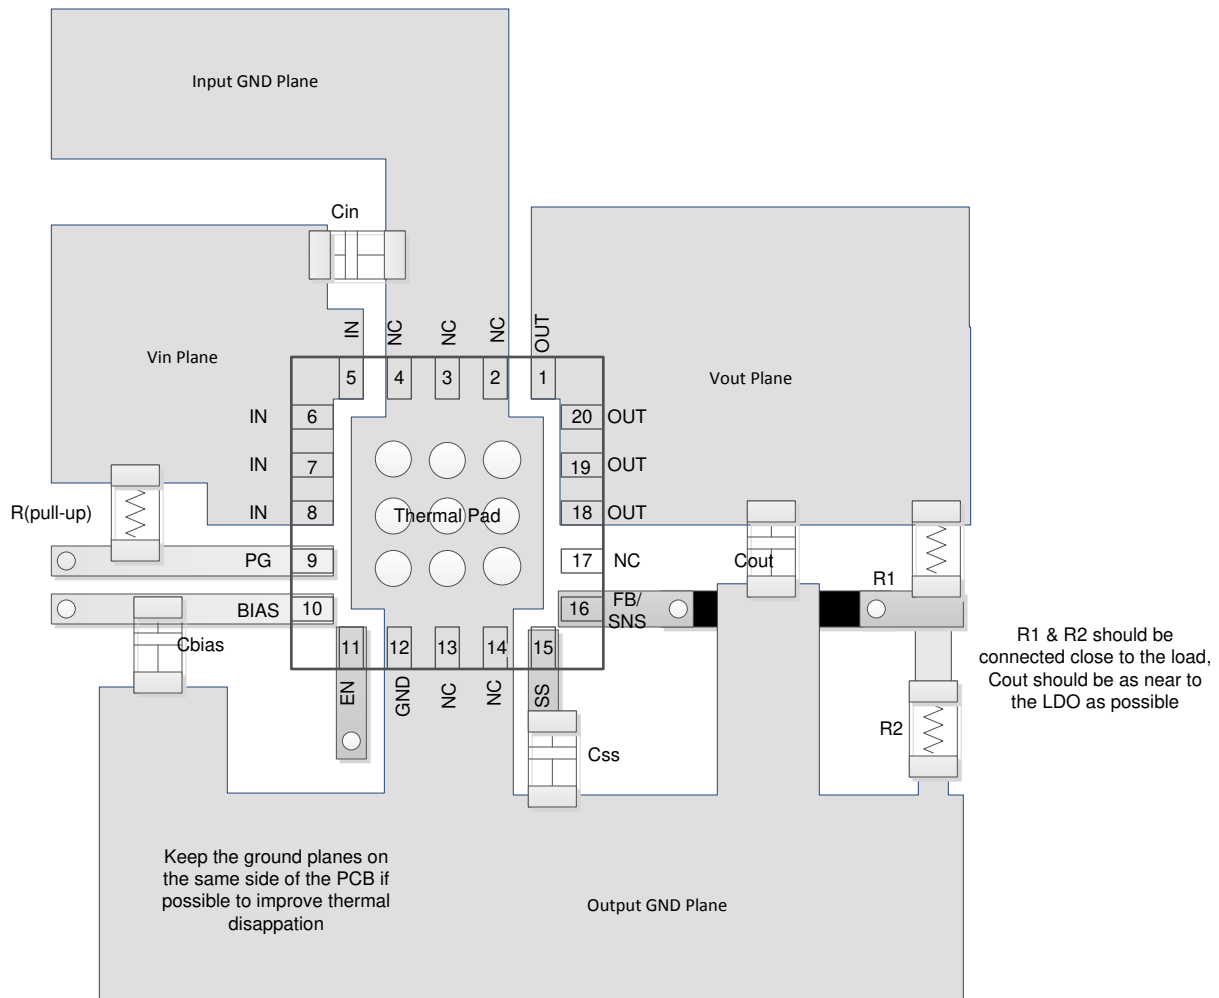 Input GND Plane
Cin
IN
NC
NC
NC
OUT
Vin Plane
Vout Plane
5
4
3
2
1
IN
6
20
OUT
IN
7
19
OUT
R(pull-up)
IN
8
Thermal Pad
18
OUT
PG
9
17
NC
Cout
R1
BIAS
10
16
FB/
SNS
Cbias
11
12
13
14
15
EN
GND
NC
NC
SS
R1 & R2 should be
connected close to the load,
Cout should be as near to
the LDO as possible
R2
Css
Keep the ground planes on
the same side of the PCB if
possible to improve thermal
disappation
Output GND Plane